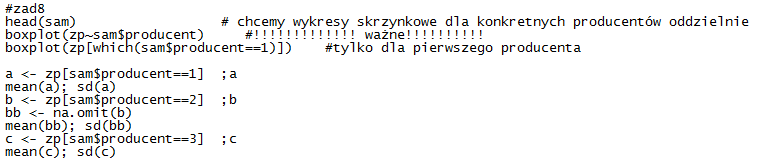 #zad8
head(sam) # chcemy wykresy skrzynkowe dla konkretnych producentów oddzielnie
boxplot(zp~sam$producent) #!!!!!!!!!!!!! ważne!!!!!!!!!!
boxplot(zp[which(sam$producent==1)]) #tylko dla pierwszego producenta
a <- zp[sam$producent==1] ;a
mean(a); sd(a)
b <- zp[sam$producent==2] ;b
bb <- na.omit(b)
mean(bb); sd(bb)
c <- zp[sam$producent==3] ;c
mean(c); sd(c)